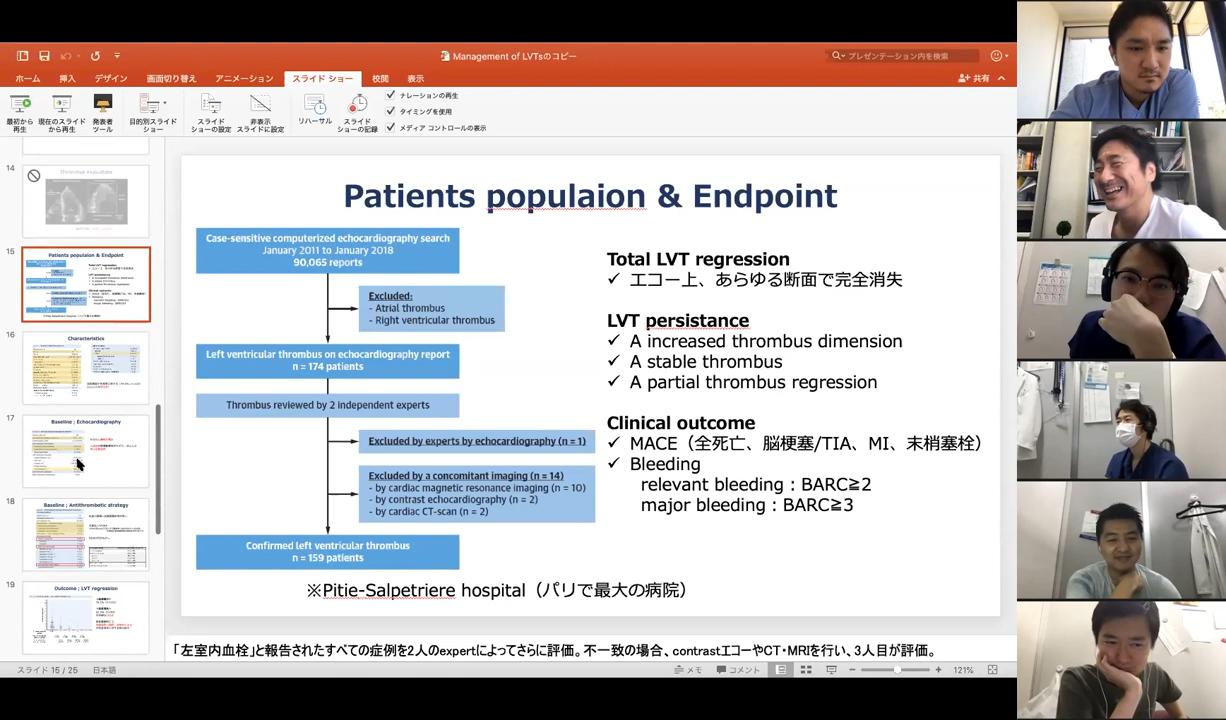 Management of LVTsのコピー
プレゼンテーション内を検索
ホーム
挿入
デザイン
画面切り替え
アニメーション
スライド ショー
校閲
表示
共有
最初から
再生
現在のスライド
から再生
発表者
ツール
目的別スライド
ショー
スライド
ショーの設定
非表示
スライドに設定
リハーサル
スライド
ショーの記録
ナレーションの再生
タイミングを使用
メディア コントロールの表示
14
15
Patients populaion & Endpoint
16
Characteristics
17
Baseline ; Echocardiography
18
Baseline ; Antithrombotic strategy
19
Outcome ; LVT regression
Patients populaion & Endpoint
Case-sensitive computerized echocardiography search
January 2011 to January 2018
90,065 reports
Excluded:
- Atrial thrombus
- Right ventricular thrombus
Left ventricular thrombus on echocardiography report
n = 174 patients
Thrombus reviewed by 2 independent experts
Excluded by experts by echocardiography (n = 1)
Excluded by a concomitant imaging (n = 14)
- by cardiac magnetic resonance imaging (n = 10)
- by contrast echocardiography (n = 2)
- by cardiac CT-scan (n = 2)
Confirmed left ventricular thrombus
n = 159 patients
Total LVT regression
✓ エコー上、あらゆる断面で完全消失
LVT persistance
✓ A increased thrombus dimension
✓ A stable thrombus
✓ A partial thrombus regression
Clinical outcome
✓ MACE（全死亡、脳梗塞/TIA、MI、末梢塞栓）
✓ Bleeding
relevant bleeding：BARC≧2
major bleeding：BARC≧3
※Pitie-Salpetriere hospital（パリで最大の病院）
「左室内血栓」と報告されたすべての症例を2人のexpertによってさらに評価。不一致の場合、contrastエコーやCT・MRIを行い、3人目が評価。
スライド 15 / 25
日本語
メモ
コメント
121%